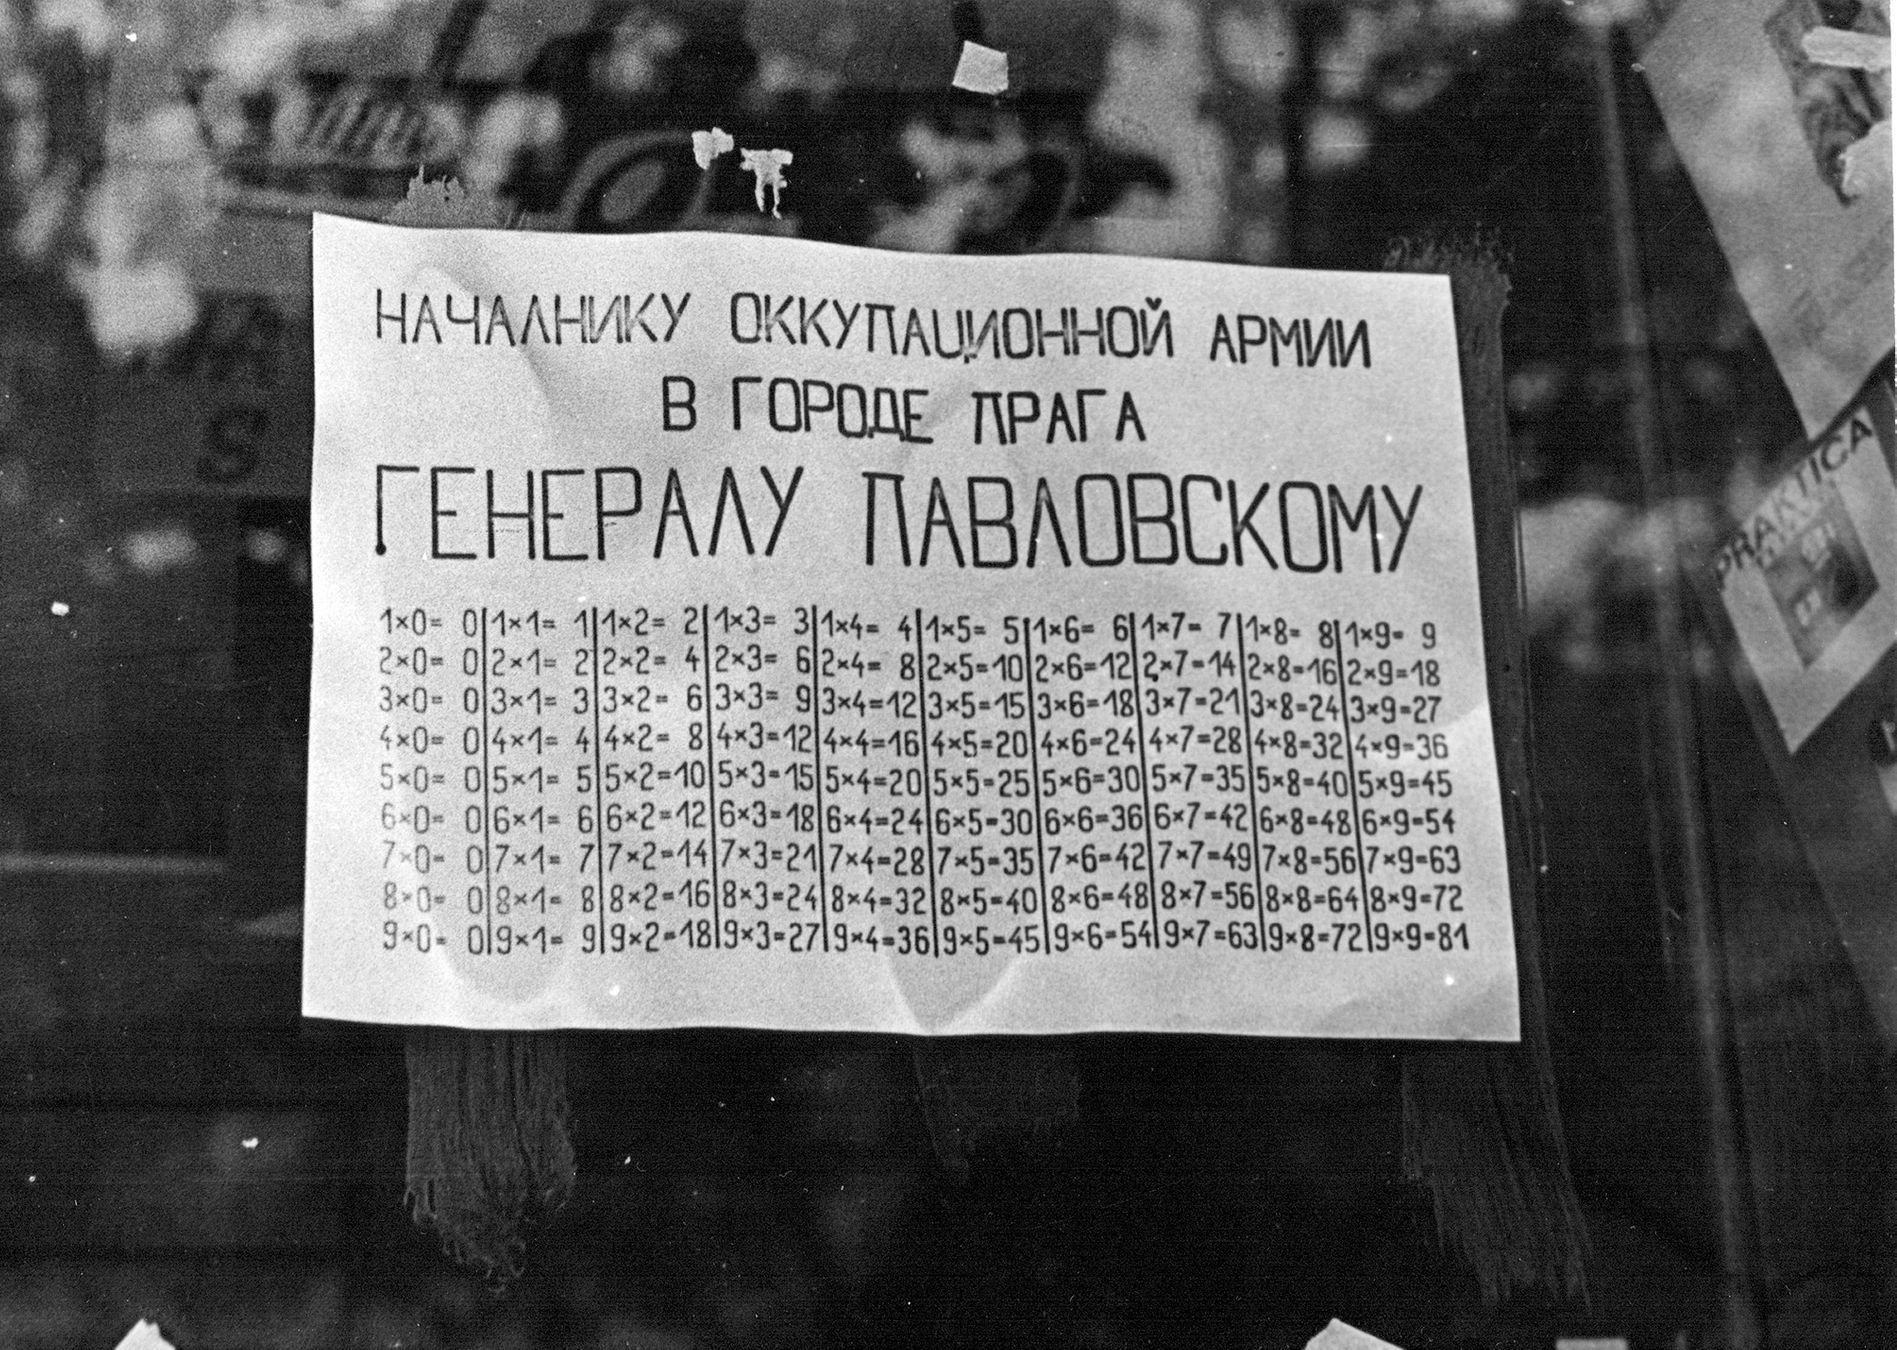 НАЧАЛНИКУ ОККУПАЦИОННОЙ АРМИИ
В ГОРОДЕ ПРАГА
ГЕНЕРАЛУ ПАВЛОВСКОМУ
1×0= 0|1×1= 1|1×2= 2|1×3= 3|1×4= 4|1×5= 5|1×6= 6|1×7= 7|1×8= 8|1×9= 9
2×0= 0|2×1= 2|2×2= 4|2×3= 6|2×4= 8|2×5=10|2×6=12|2×7=14|2×8=16|2×9=18
3×0= 0|3×1= 3|3×2= 6|3×3= 9|3×4=12|3×5=15|3×6=18|3×7=21|3×8=24|3×9=27
4×0= 0|4×1= 4|4×2= 8|4×3=12|4×4=16|4×5=20|4×6=24|4×7=28|4×8=32|4×9=36
5×0= 0|5×1= 5|5×2=10|5×3=15|5×4=20|5×5=25|5×6=30|5×7=35|5×8=40|5×9=45
6×0= 0|6×1= 6|6×2=12|6×3=18|6×4=24|6×5=30|6×6=36|6×7=42|6×8=48|6×9=54
7×0= 0|7×1= 7|7×2=14|7×3=21|7×4=28|7×5=35|7×6=42|7×7=49|7×8=56|7×9=63
8×0= 0|8×1= 8|8×2=16|8×3=24|8×4=32|8×5=40|8×6=48|8×7=56|8×8=64|8×9=72
9×0= 0|9×1= 9|9×2=18|9×3=27|9×4=36|9×5=45|9×6=54|9×7=63|9×8=72|9×9=81
PRAKTICA